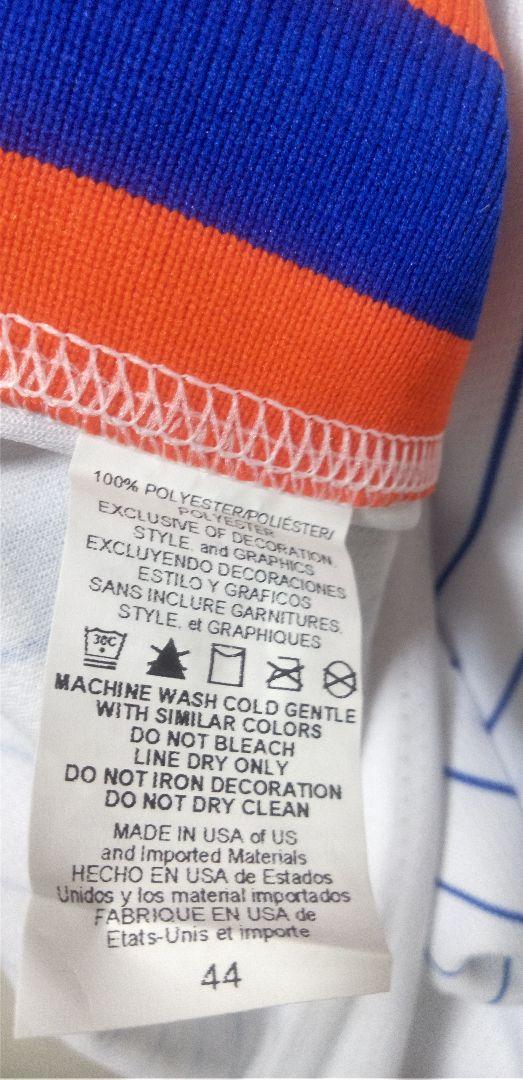 100% POLYESTER/POLIÉSTER/
POLYESTER
EXCLUSIVE OF DECORATION,
STYLE, and GRAPHICS
EXCLUYENDO DECORACIONES
ESTILO Y GRAFICOS
SANS INCLURE GARNITURES,
STYLE, et GRAPHIQUES
30C
MACHINE WASH COLD GENTLE
WITH SIMILAR COLORS
DO NOT BLEACH
LINE DRY ONLY
DO NOT IRON DECORATION
DO NOT DRY CLEAN
MADE IN USA of US
and Imported Materials
HECHO EN USA de Estados
Unidos y los material importados
FABRIQUE EN USA de
Etats-Unis et importe
44